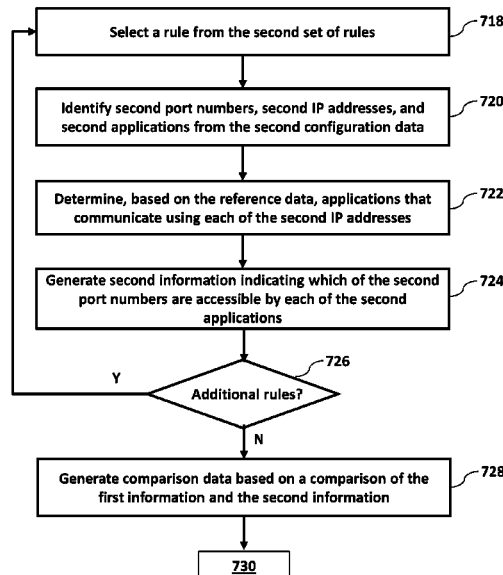 Select a rule from the second set of rules
718
Identify second port numbers, second IP addresses, and
second applications from the second configuration data
720
Determine, based on the reference data, applications that
communicate using each of the second IP addresses
722
Generate second information indicating which of the second
port numbers are accessible by each of the second
applications
724
726
Y
Additional rules?
N
Generate comparison data based on a comparison of the
first information and the second information
728
730